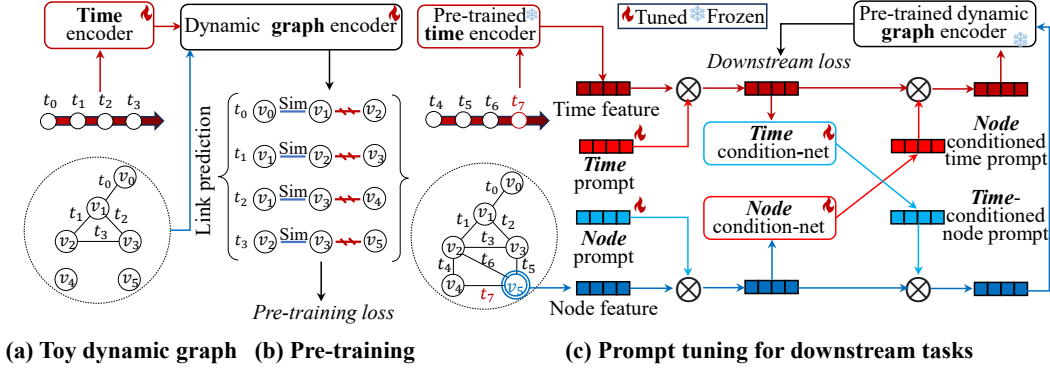 Time
encoder
Dynamic graph encoder
t0 t1 t2 t3
v0
t0
v1
t1 t2
t3
v2 v3
v4 v5
Link prediction
t0 v0 Sim v1 v2
t1 v1 Sim v2 v3
t2 v1 Sim v3 v4
t3 v2 Sim v3 v5
Pre-training loss
Pre-trained
time encoder
Tuned Frozen
Pre-trained dynamic
graph encoder
Downstream loss
t4 t5 t6 t7
Time feature
Time
prompt
Time
condition-net
Node
conditioned
time prompt
Node
prompt
Node
condition-net
Time-
conditioned
node prompt
v0
t0
v1
t1 t2
t3
v2 v3
t6
t4 t5
v4 v5
t7
Node feature
(a) Toy dynamic graph (b) Pre-training (c) Prompt tuning for downstream tasks